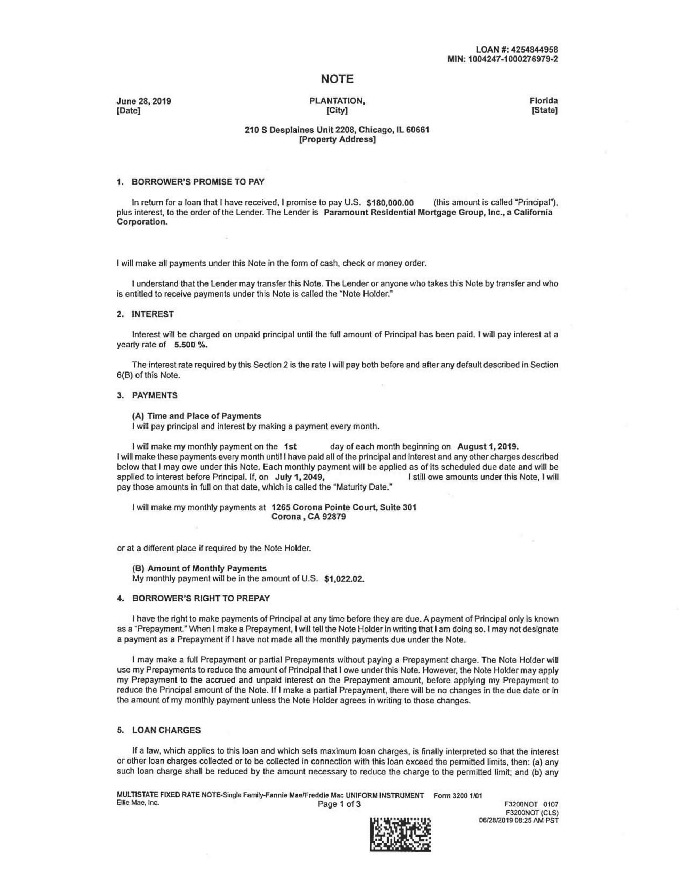 LOAN #: 4254844958
MIN: 1004247-1000276979-2
NOTE
June 28, 2019 PLANTATION, Florida
[Date] [City] [State]
210 S Desplaines Unit 2208, Chicago, IL 60661
[Property Address]
1. BORROWER'S PROMISE TO PAY
In return for a loan that I have received, I promise to pay U.S. $180,000.00 (this amount is called "Principal"),
plus interest, to the order of the Lender. The Lender is Paramount Residential Mortgage Group, Inc., a California
Corporation.
I will make all payments under this Note in the form of cash, check or money order.
I understand that the Lender may transfer this Note. The Lender or anyone who takes this Note by transfer and who
is entitled to receive payments under this Note is called the "Note Holder."
2. INTEREST
Interest will be charged on unpaid principal until the full amount of Principal has been paid. I will pay interest at a
yearly rate of 5.500 %.
The interest rate required by this Section 2 is the rate I will pay both before and after any default described in Section
6(B) of this Note.
3. PAYMENTS
(A) Time and Place of Payments
I will pay principal and interest by making a payment every month.
I will make my monthly payment on the 1st day of each month beginning on August 1, 2019.
I will make these payments every month until I have paid all of the principal and interest and any other charges described
below that I may owe under this Note. Each monthly payment will be applied as of its scheduled due date and will be
applied to interest before Principal. If, on July 1, 2049, I still owe amounts under this Note, I will
pay those amounts in full on that date, which is called the "Maturity Date."
I will make my monthly payments at 1265 Corona Pointe Court, Suite 301
Corona , CA 92879
or at a different place if required by the Note Holder.
(B) Amount of Monthly Payments
My monthly payment will be in the amount of U.S. $1,022.02.
4. BORROWER'S RIGHT TO PREPAY
I have the right to make payments of Principal at any time before they are due. A payment of Principal only is known
as a "Prepayment." When I make a Prepayment, I will tell the Note Holder in writing that I am doing so. I may not designate
a payment as a Prepayment if I have not made all the monthly payments due under the Note.
I may make a full Prepayment or partial Prepayments without paying a Prepayment charge. The Note Holder will
use my Prepayments to reduce the amount of Principal that I owe under this Note. However, the Note Holder may apply
my Prepayment to the accrued and unpaid interest on the Prepayment amount, before applying my Prepayment to
reduce the Principal amount of the Note. If I make a partial Prepayment, there will be no changes in the due date or in
the amount of my monthly payment unless the Note Holder agrees in writing to those changes.
5. LOAN CHARGES
If a law, which applies to this loan and which sets maximum loan charges, is finally interpreted so that the interest
or other loan charges collected or to be collected in connection with this loan exceed the permitted limits, then: (a) any
such loan charge shall be reduced by the amount necessary to reduce the charge to the permitted limit; and (b) any
MULTISTATE FIXED RATE NOTE-Single Family-Fannie Mae/Freddie Mac UNIFORM INSTRUMENT Form 3200 1/01
Ellie Mae, Inc. Page 1 of 3 F3200NOT 0107
F3200NOT (CLS)
06/28/2019 08:25 AM PST